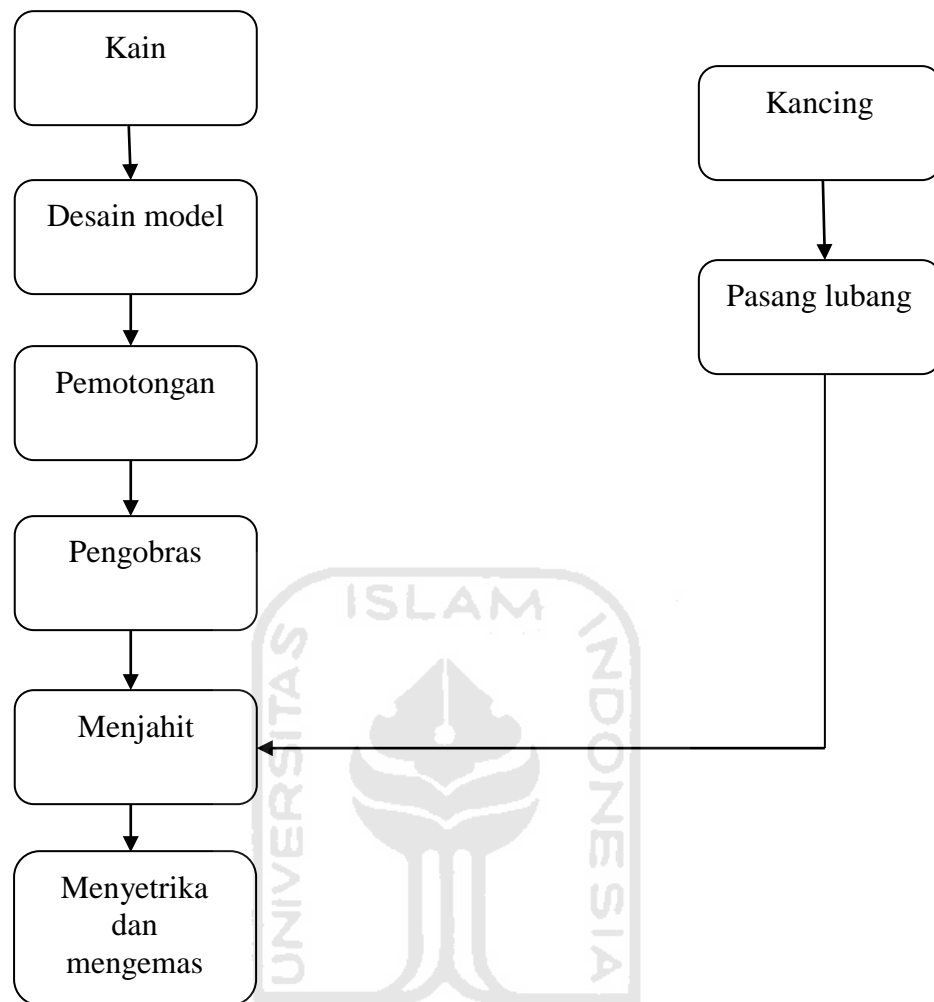 Kain
Kancing
Desain model
Pasang lubang
Pemotongan
Pengobras
Menjahit
Menyetrika
dan
mengemas
UNIVERSITAS
ISLAM
INDONESIA